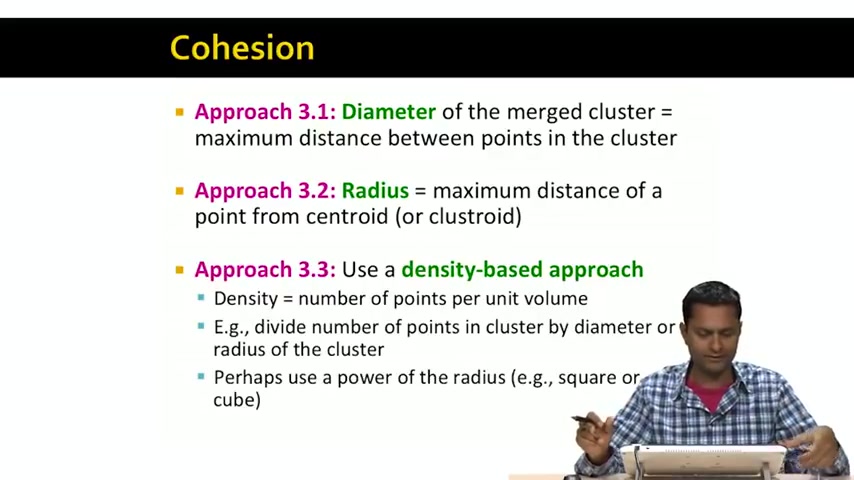 Cohesion
Approach 3.1: Diameter of the merged cluster =
maximum distance between points in the cluster
Approach 3.2: Radius = maximum distance of a
point from centroid (or clustroid)
Approach 3.3: Use a density-based approach
Density = number of points per unit volume
E.g., divide number of points in cluster by diameter or
radius of the cluster
Perhaps use a power of the radius (e.g., square or
cube)